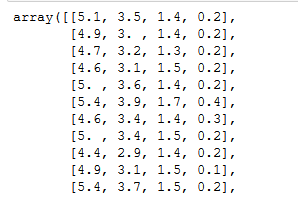 array([[5.1, 3.5, 1.4, 0.2],
[4.9, 3. , 1.4, 0.2],
[4.7, 3.2, 1.3, 0.2],
[4.6, 3.1, 1.5, 0.2],
[5. , 3.6, 1.4, 0.2],
[5.4, 3.9, 1.7, 0.4],
[4.6, 3.4, 1.4, 0.3],
[5. , 3.4, 1.5, 0.2],
[4.4, 2.9, 1.4, 0.2],
[4.9, 3.1, 1.5, 0.1],
[5.4, 3.7, 1.5, 0.2],